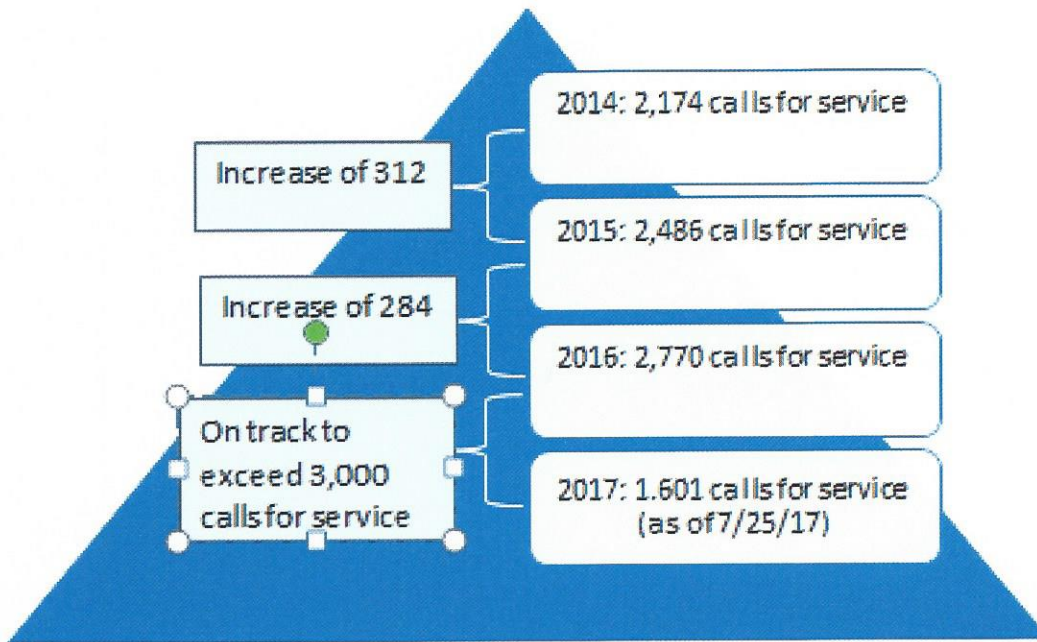 2014: 2,174 calls for service
Increase of 312
2015: 2,486 calls for service
Increase of 284
2016: 2,770 calls for service
On track to
exceed 3,000
calls for service
2017: 1.601 calls for service
(as of 7/25/17)